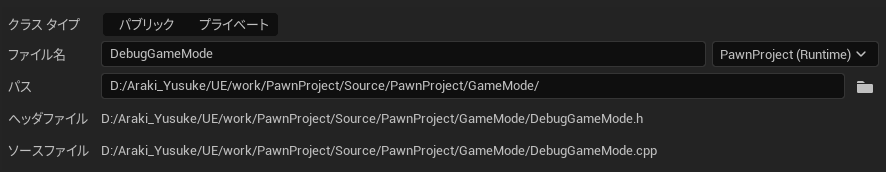 クラス タイプ パブリック プライベート
ファイル名 DebugGameMode PawnProject (Runtime)
パス D:/Araki_Yusuke/UE/work/PawnProject/Source/PawnProject/GameMode/
ヘッダファイル D:/Araki_Yusuke/UE/work/PawnProject/Source/PawnProject/GameMode/DebugGameMode.h
ソースファイル D:/Araki_Yusuke/UE/work/PawnProject/Source/PawnProject/GameMode/DebugGameMode.cpp